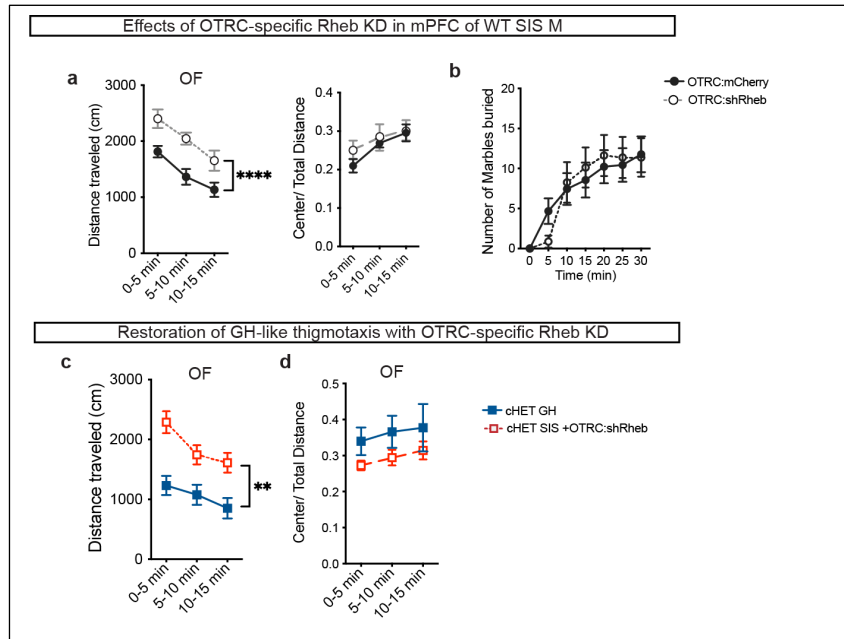 Effects of OTRC-specific Rheb KD in mPFC of WT SIS M
a
OF
Distance traveled (cm)
3000
2000
1000
0
0-5 min
5-10 min
10-15 min
****
Center/ Total Distance
0.4
0.3
0.2
0.1
0.0
0-5 min
5-10 min
10-15 min
b
Number of Marbles buried
20
15
10
5
0
0 5 10 15 20 25 30
Time (min)
OTRC:mCherry
OTRC:shRheb
Restoration of GH-like thigmotaxis with OTRC-specific Rheb KD
c
OF
Distance traveled (cm)
3000
2000
1000
0
0-5 min
5-10 min
10-15 min
**
d
OF
Center/ Total Distance
0.5
0.4
0.3
0.3
0.1
0.0
0-5 min
5-10 min
10-15 min
cHET GH
cHET SIS +OTRC:shRheb